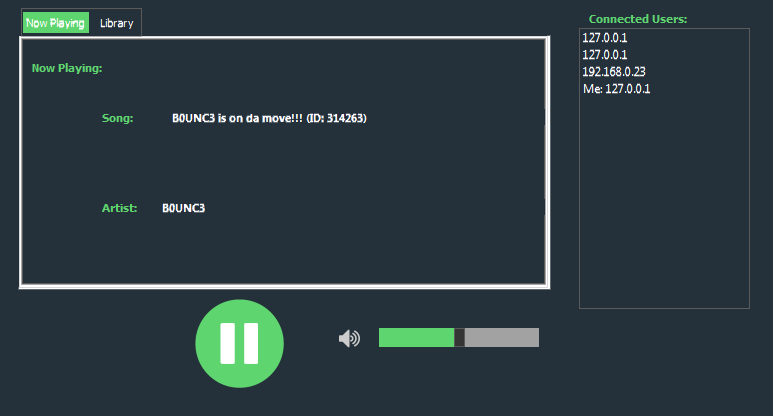 Now Playing Library
Now Playing:
Song: B0UNC3 is on da move!!! (ID: 314263)
Artist: B0UNC3
Connected Users:
127.0.0.1
127.0.0.1
192.168.0.23
Me: 127.0.0.1